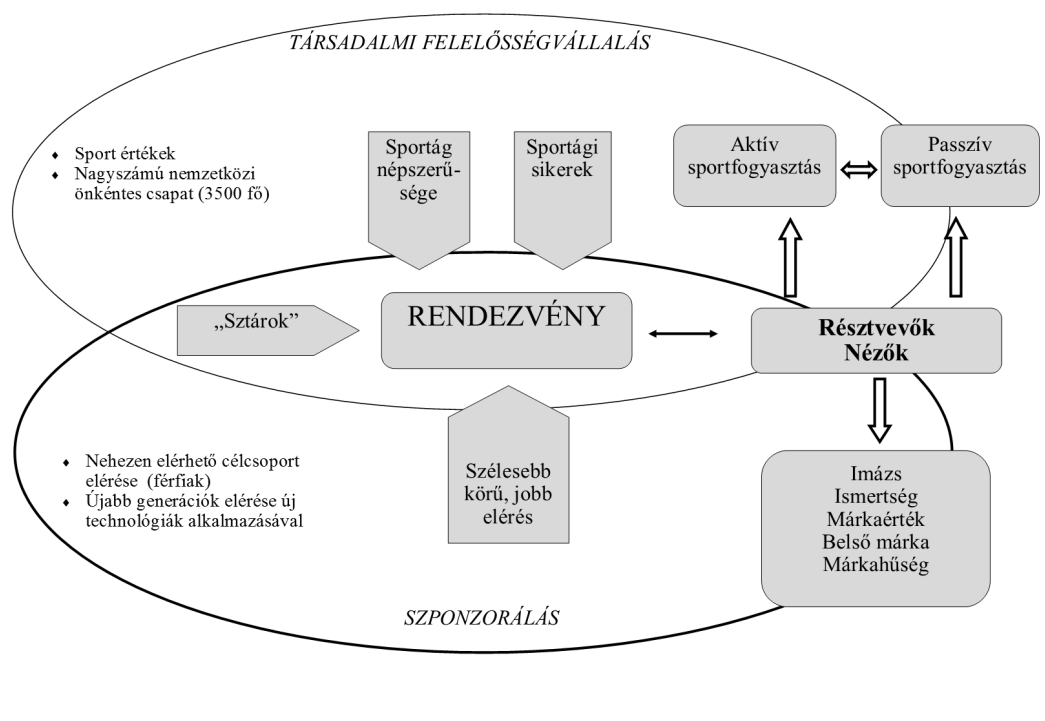 TÁRSADALMI FELELŐSSÉGVÁLLALÁS
♦ Sport értékek
♦ Nagyszámú nemzetközi
önkéntes csapat (3500 fő)
Sportág
népszerű-
sége
Sportági
sikerek
Aktív
sportfogyasztás
Passzív
sportfogyasztás
„Sztárok”
RENDEZVÉNY
Résztvevők
Nézők
♦ Nehezen elérhető célcsoport
elérése (férfiak)
♦ Újabb generációk elérése új
technológiák alkalmazásával
Szélesebb
körű, jobb
elérés
Imázs
Ismertség
Márkaérték
Belső márka
Márkahűség
SZPONZORÁLÁS